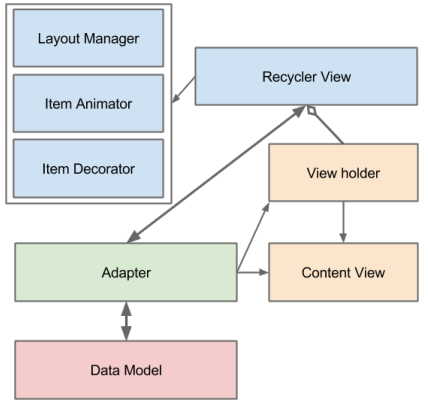 Layout Manager
Recycler View
Item Animator
Item Decorator
View holder
Adapter
Content View
Data Model